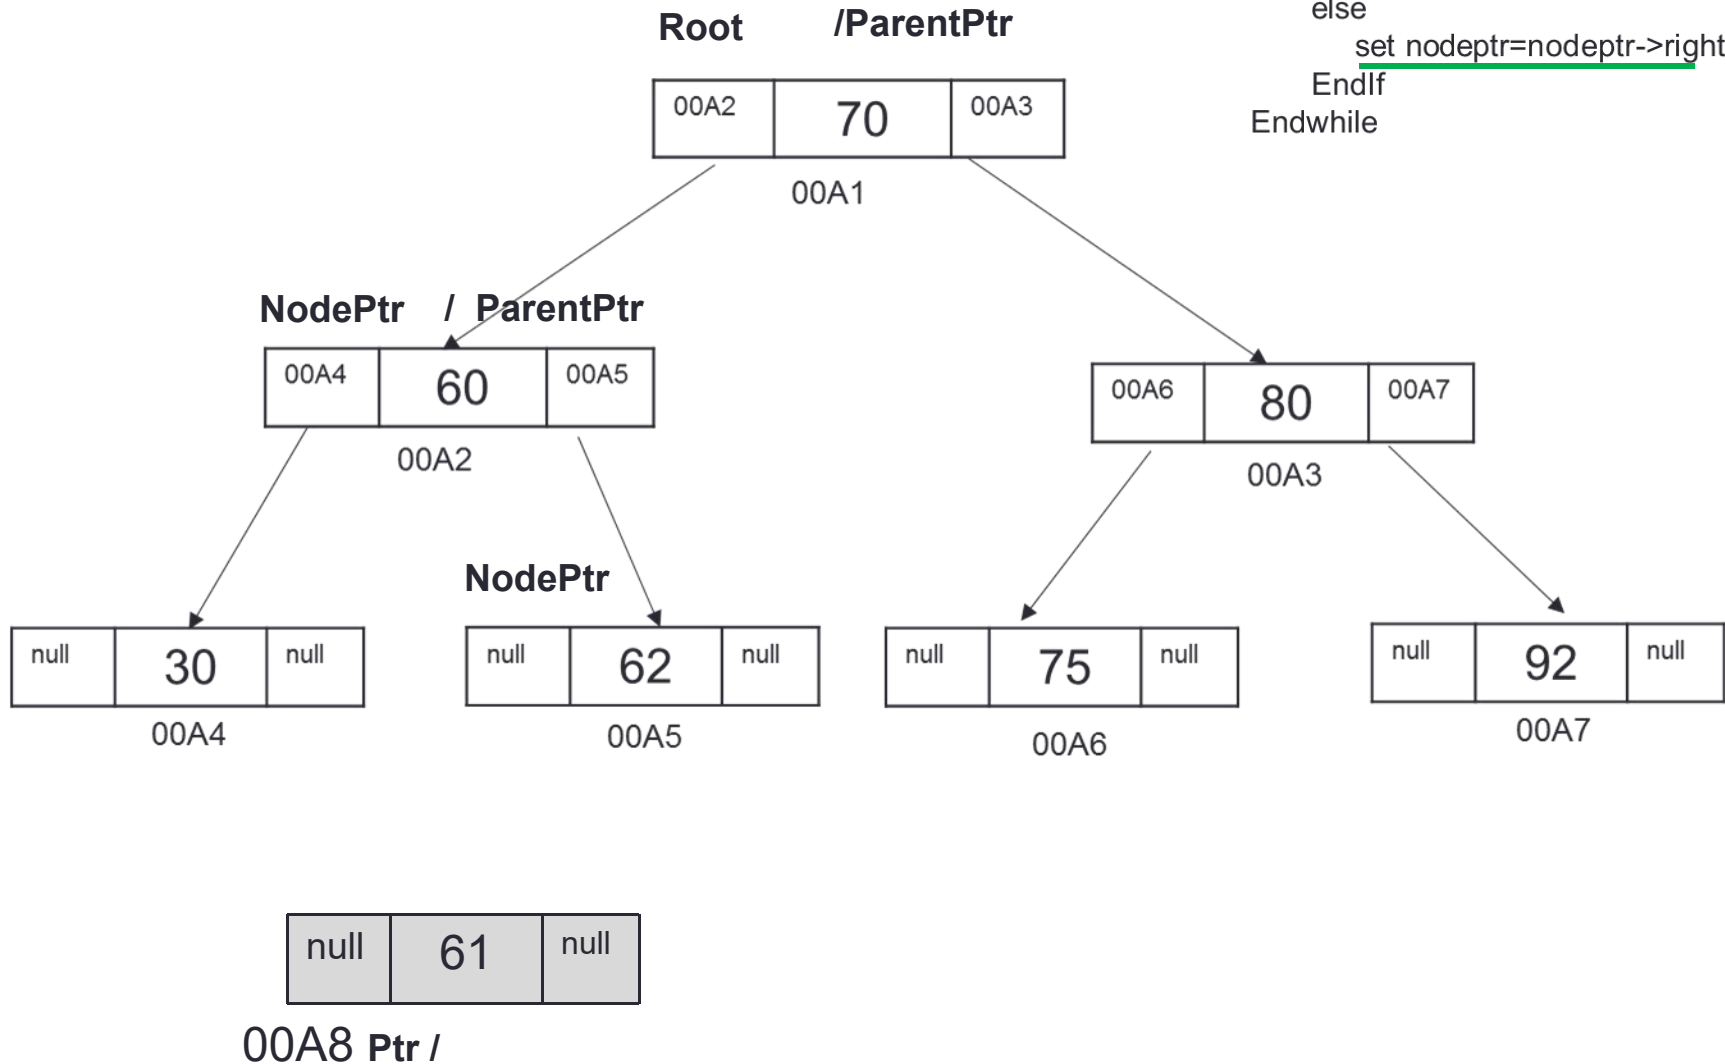 else
set nodeptr=nodeptr->right
EndIf
Endwhile
Root /ParentPtr
00A2 70 00A3
00A1
NodePtr / ParentPtr
00A4 60 00A5
00A2
00A6 80 00A7
00A3
NodePtr
null 30 null
00A4
null 62 null
00A5
null 75 null
00A6
null 92 null
00A7
null 61 null
00A8 Ptr /